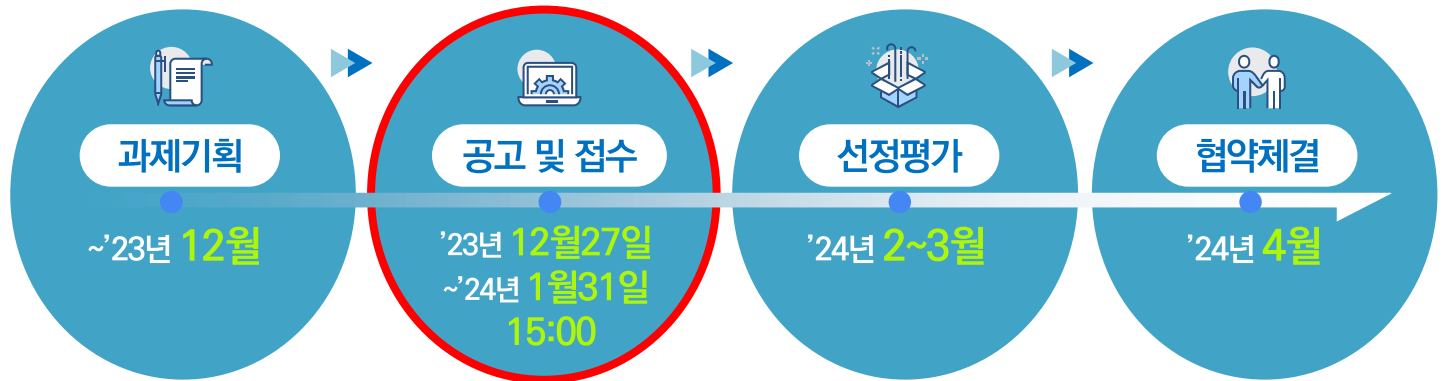 과제기획
~’23년 12월
공고 및 접수
’23년 12월27일
~’24년 1월31일
15:00
선정평가
’24년 2~3월
협약체결
’24년 4월